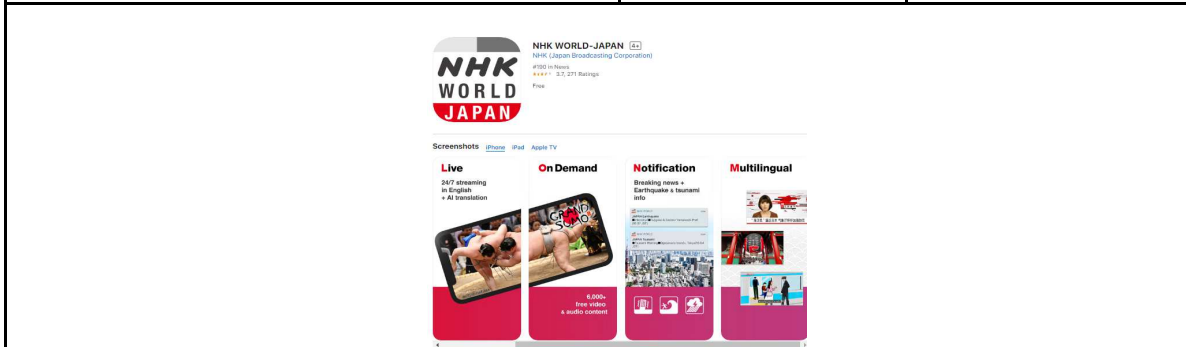 NHK WORLD-JAPAN 4+
NHK (Japan Broadcasting Corporation)
#190 in News
3.7, 271 Ratings
Free
NHK
WORLD
JAPAN
Screenshots iPhone iPad Apple TV
Live
24/7 streaming
in English
+ AI translation
On Demand
GRAND
SUMO
6,000+
free video
& audio content
Notification
Breaking news +
Earthquake & tsunami
info
Multilingual